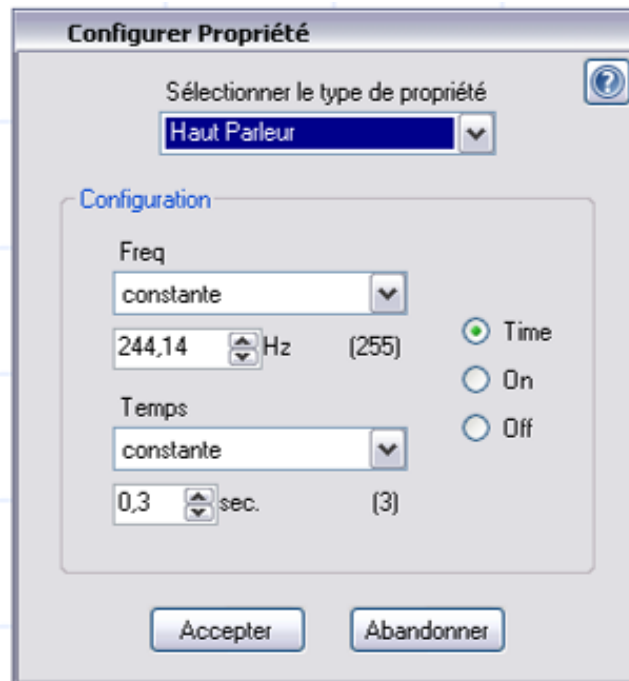 Configurer Propriété
?
Sélectionner le type de propriété
Haut Parleur
Configuration
Freq
constante
244,14 Hz (255)
Time
On
Temps
Off
constante
0,3 sec. (3)
Accepter Abandonner